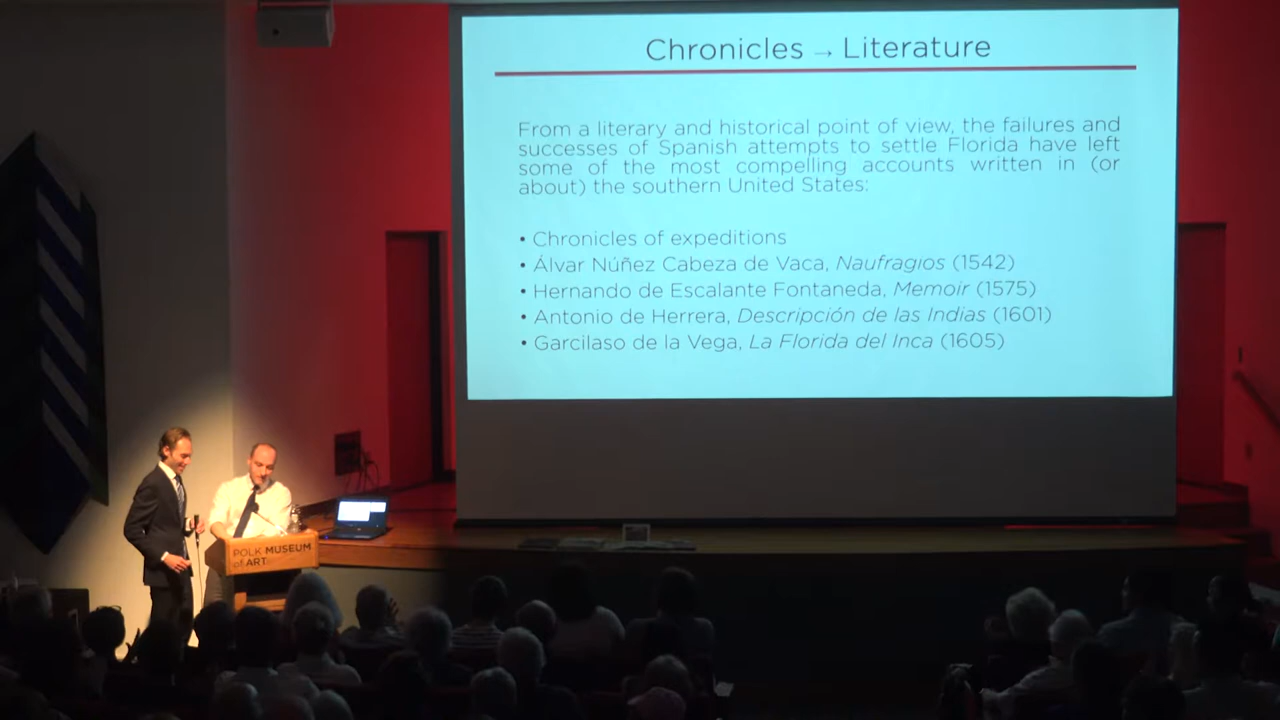 Chronicles → Literature
From a literary and historical point of view, the failures and
successes of Spanish attempts to settle Florida have left
some of the most compelling accounts written in (or
about) the southern United States:
• Chronicles of expeditions
• Álvar Núñez Cabeza de Vaca, Naufragios (1542)
• Hernando de Escalante Fontaneda, Memoir (1575)
• Antonio de Herrera, Descripción de las Indias (1601)
• Garcilaso de la Vega, La Florida del Inca (1605)
POLK MUSEUM
of ART